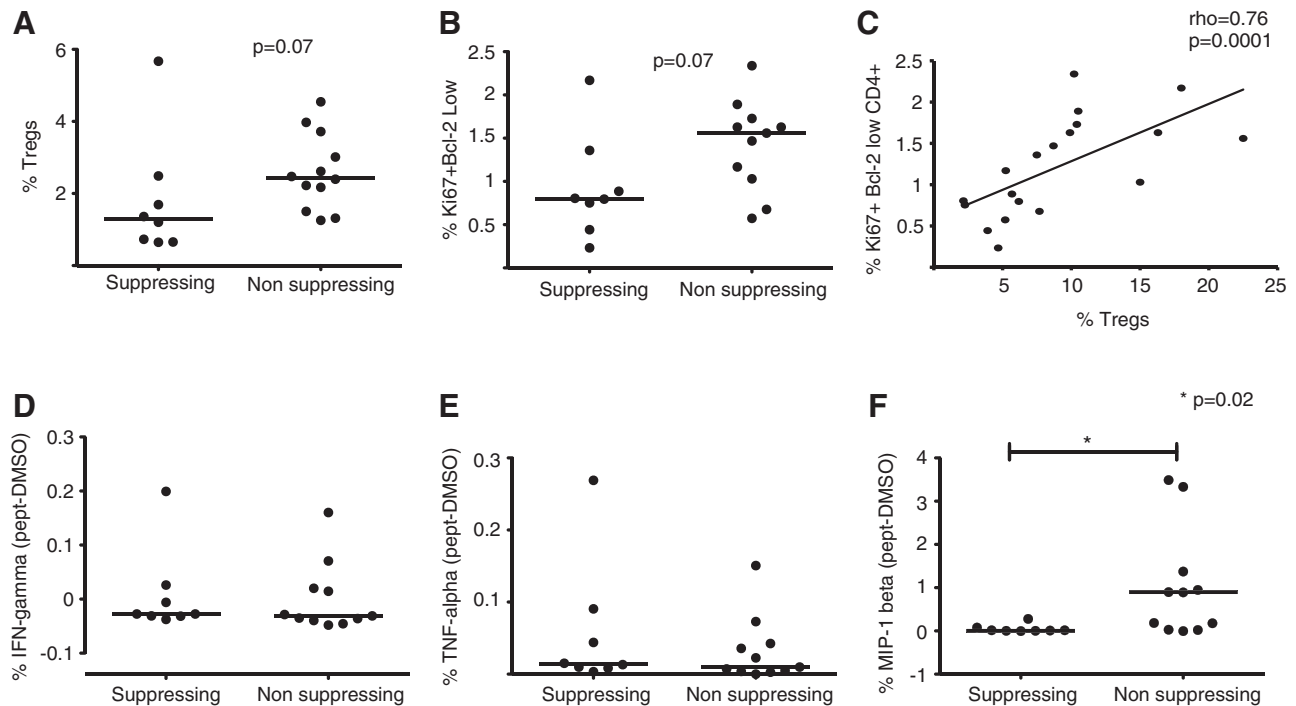 A
p=0.07
% Tregs
6
4
2
Suppressing
Non suppressing
B
p=0.07
% Ki67+Bcl-2 Low
2.5
2
1.5
1
0.5
Suppressing
Non suppressing
C
rho=0.76
p=0.0001
% Ki67+ Bcl-2 low CD4+
2.5
2
1.5
1
0.5
5 10 15 20 25
% Tregs
D
% IFN-gamma (pept-DMSO)
0.3
0.2
0.1
0
-0.1
Suppressing
Non suppressing
E
% TNF-alpha (pept-DMSO)
0.3
0.2
0.1
Suppressing
Non suppressing
F
* p=0.02
*
% MIP-1 beta (pept-DMSO)
4
3
2
1
0
-1
Suppressing
Non suppressing